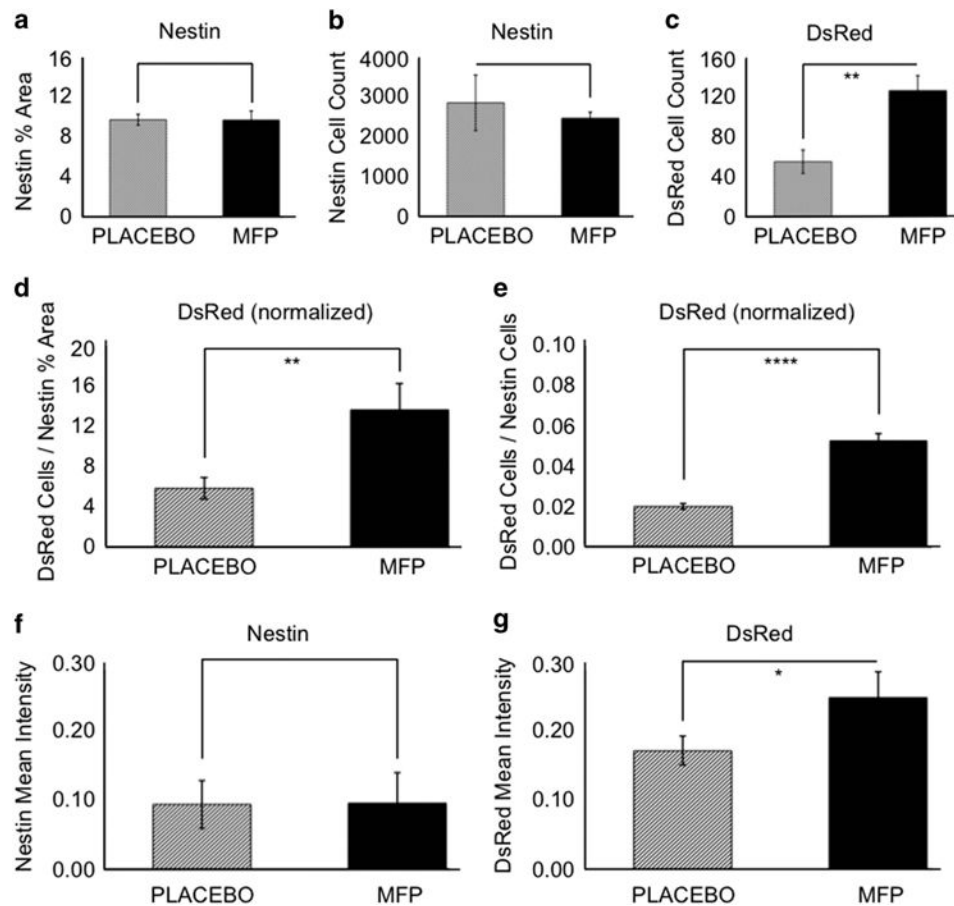 a
Nestin
Nestin % Area
16
12
8
4
0
PLACEBO MFP
b
Nestin
Nestin Cell Count
4000
3000
2000
1000
0
PLACEBO MFP
c
DsRed
DsRed Cell Count
160
120
80
40
0
**
PLACEBO MFP
d
DsRed (normalized)
DsRed Cells / Nestin % Area
20
16
12
8
4
0
**
PLACEBO MFP
e
DsRed (normalized)
DsRed Cells / Nestin Cells
0.10
0.08
0.06
0.04
0.02
0.00
****
PLACEBO MFP
f
Nestin
Nestin Mean Intensity
0.30
0.20
0.10
0.00
PLACEBO MFP
g
DsRed
DsRed Mean Intensity
0.30
0.20
0.10
0.00
*
PLACEBO MFP